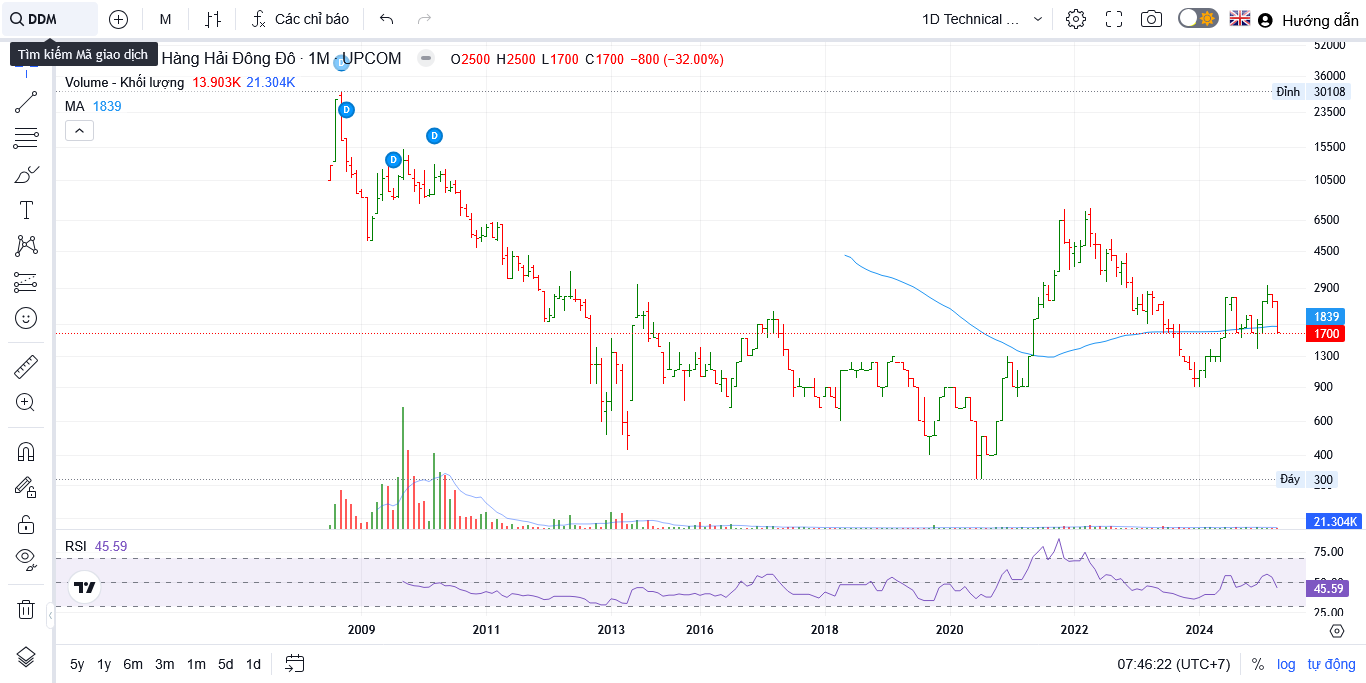 DDM M Các chỉ báo 1D Technical ... Hướng dẫn
Tìm kiếm Mã giao dịch
Hàng Hải Đông Đô · 1M · UPCOM O2500 H2500 L1700 C1700 −800 (−32.00%)
Volume - Khối lượng 13.903K 21.304K
MA 1839
D
D
D
D
52000
36000
Đỉnh 30108
23500
15500
10500
6500
4500
2900
1839
1700
1300
900
600
400
Đáy 300
21.304K
RSI 45.59
75.00
45.59
25.00
2009 2011 2013 2016 2018 2020 2022 2024
5y 1y 6m 3m 1m 5d 1d 07:46:22 (UTC+7) % log tự động